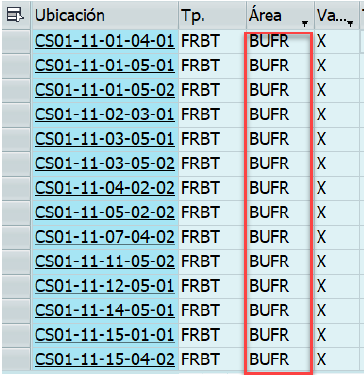 Ubicación Tp. Área Va...
CS01-11-01-04-01 FRBT BUFR X
CS01-11-01-05-01 FRBT BUFR X
CS01-11-01-05-02 FRBT BUFR X
CS01-11-02-03-01 FRBT BUFR X
CS01-11-03-05-01 FRBT BUFR X
CS01-11-03-05-02 FRBT BUFR X
CS01-11-04-02-02 FRBT BUFR X
CS01-11-05-02-02 FRBT BUFR X
CS01-11-07-04-02 FRBT BUFR X
CS01-11-11-05-02 FRBT BUFR X
CS01-11-12-05-01 FRBT BUFR X
CS01-11-14-05-01 FRBT BUFR X
CS01-11-15-01-01 FRBT BUFR X
CS01-11-15-04-02 FRBT BUFR X